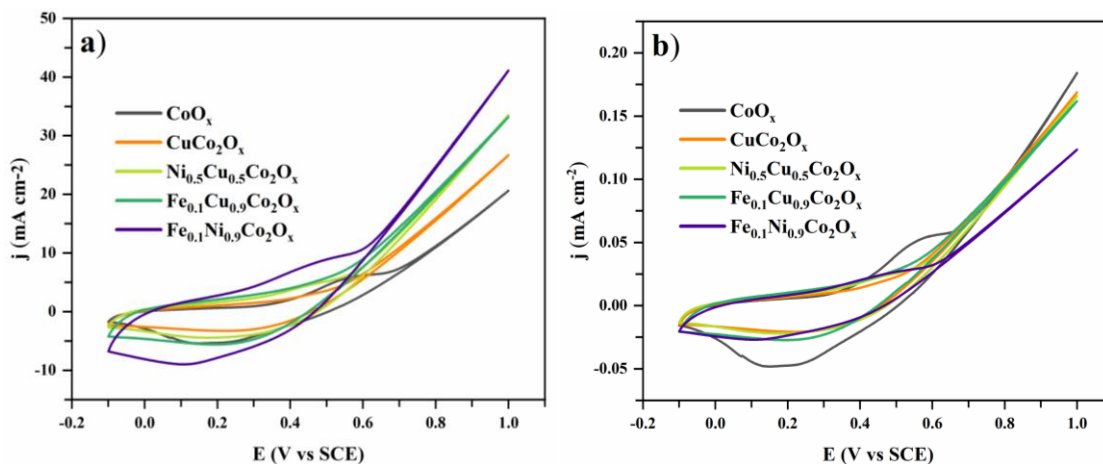 a)
50
40
30
20
10
0
-10
j (mA cm-2)
CoOₓ
CuCo₂Oₓ
Ni₀.₅Cu₀.₅Co₂Oₓ
Fe₀.₁Cu₀.₉Co₂Oₓ
Fe₀.₁Ni₀.₉Co₂Oₓ
-0.2 0.0 0.2 0.4 0.6 0.8 1.0
E (V vs SCE)
b)
0.20
0.15
0.10
0.05
0.00
-0.05
j (mA cm⁻²)
CoOₓ
CuCo₂Oₓ
Ni₀.₅Cu₀.₅Co₂Oₓ
Fe₀.₁Cu₀.₉Co₂Oₓ
Fe₀.₁Ni₀.₉Co₂Oₓ
-0.2 0.0 0.2 0.4 0.6 0.8 1.0
E (V vs SCE)